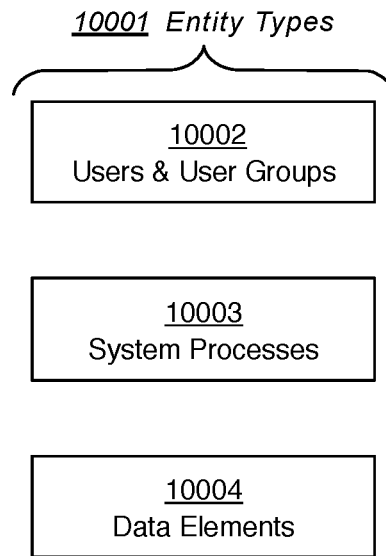 10001 Entity Types
10002
Users & User Groups
10003
System Processes
10004
Data Elements